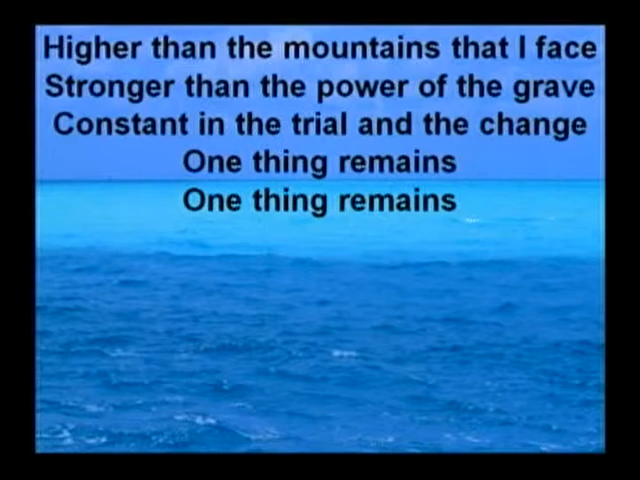 Higher than the mountains that I face
Stronger than the power of the grave
Constant in the trial and the change
One thing remains
One thing remains